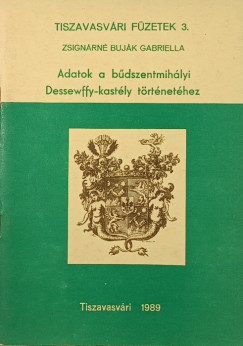 TISZAVASVÁRI FÜZETEK 3.
ZSIGNÁRNÉ BUJÁK GABRIELLA
Adatok a bűdszentmihályi
Dessewffy-kastély történetéhez
Tiszavasvári 1989